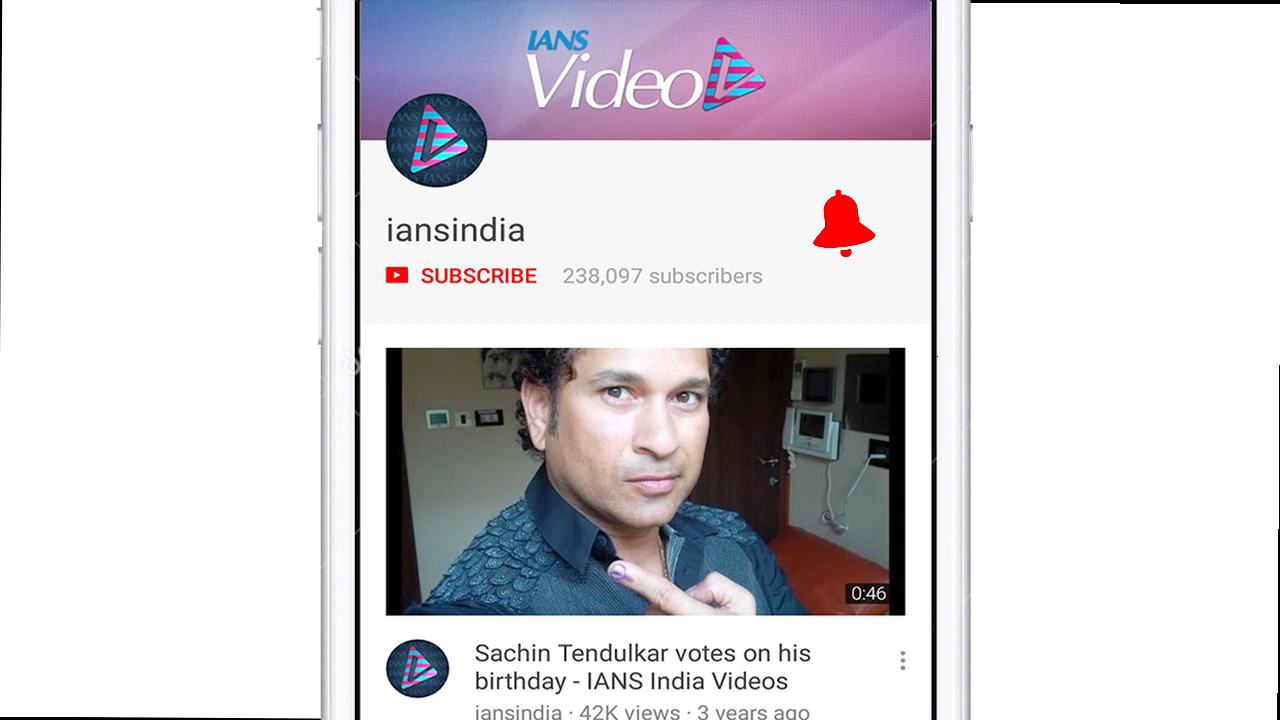 IANS
Video
iansindia
SUBSCRIBE 238,097 subscribers
0:46
Sachin Tendulkar votes on his
birthday - IANS India Videos
iansindia · 42K views · 3 years ago